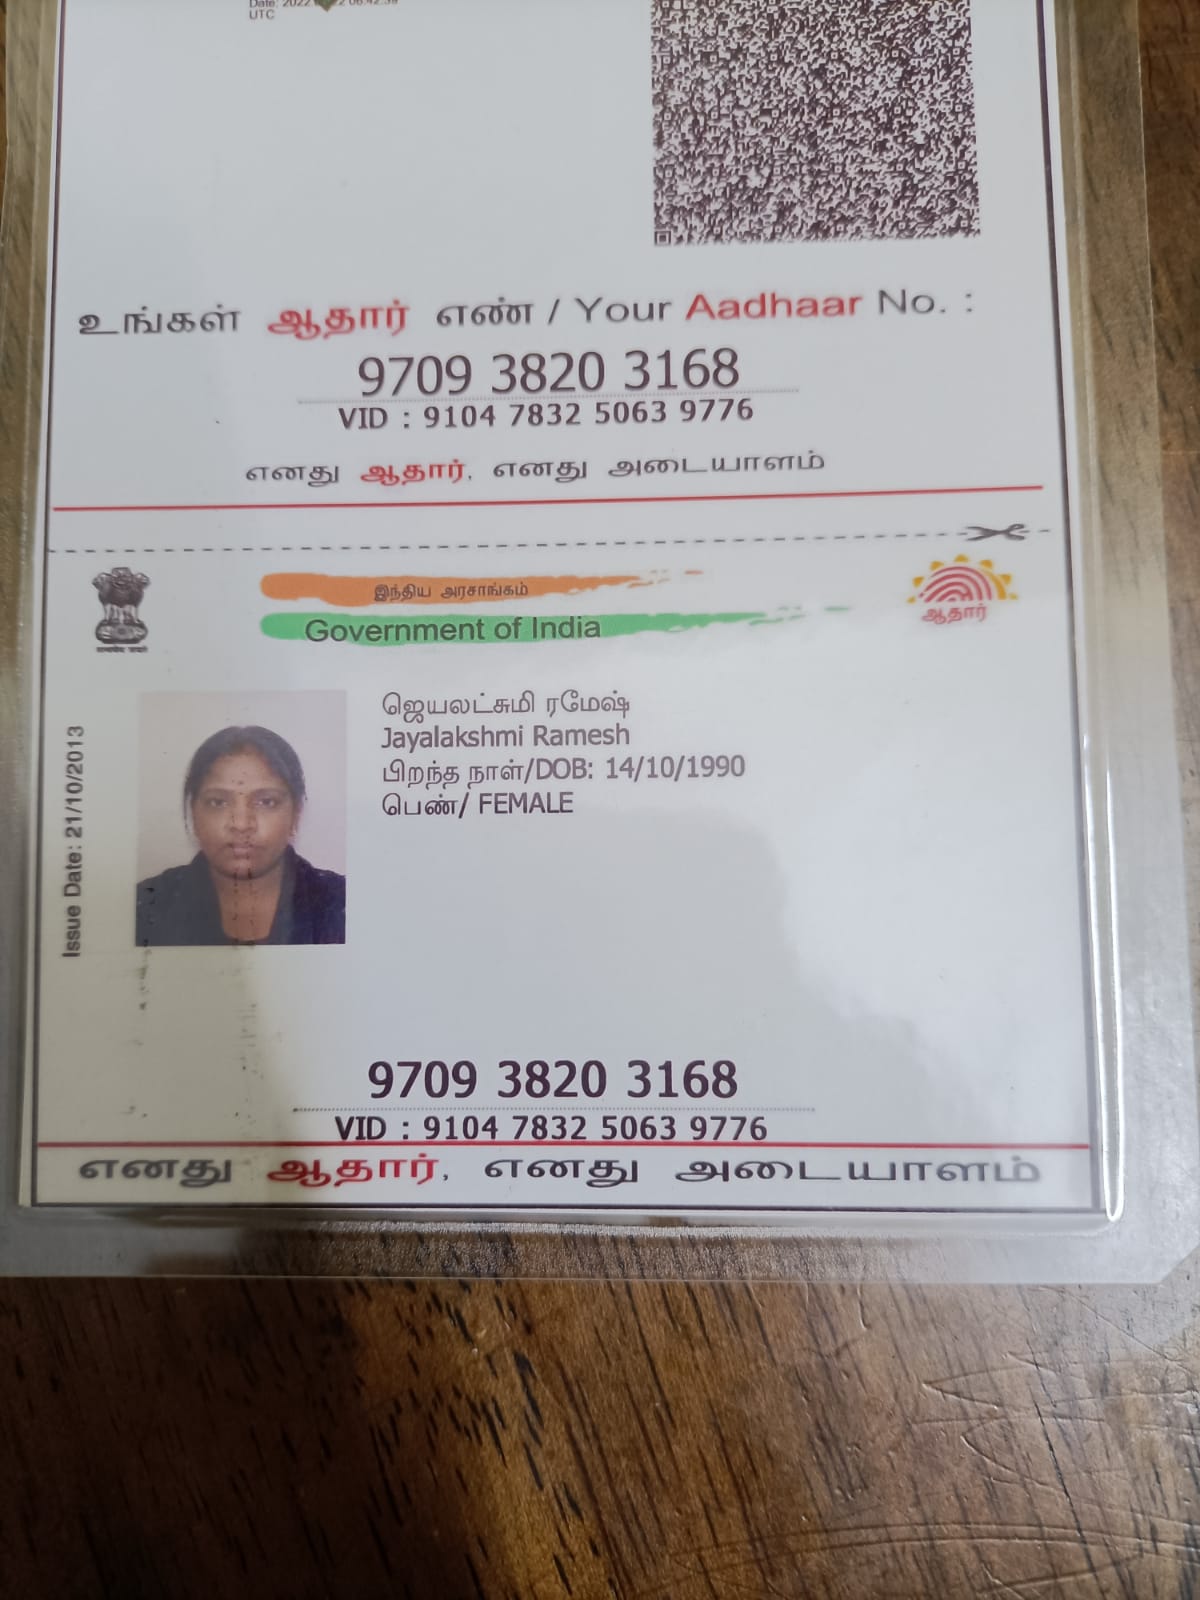 UTC
உங்கள் ஆதார் எண் / Your Aadhaar No. :
9709 3820 3168
VID : 9104 7832 5063 9776
எனது ஆதார், எனது அடையாளம்
இந்திய அரசாங்கம்
Government of India
ஆதார்
ஜெயலட்சுமி ரமேஷ்
Jayalakshmi Ramesh
பிறந்த நாள்/DOB: 14/10/1990
பெண்/ FEMALE
Issue Date: 21/10/2013
9709 3820 3168
VID : 9104 7832 5063 9776
எனது ஆதார், எனது அடையாளம்